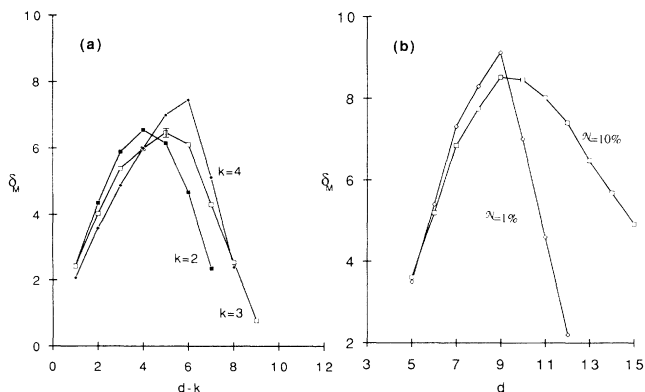 (a)
10
8
6
4
2
0
δM
k=4
k=2
k=3
0 2 4 6 8 10 12
d-k
(b)
10
8
6
4
2
δM
N=10%
N=1%
3 5 7 9 11 13 15
d